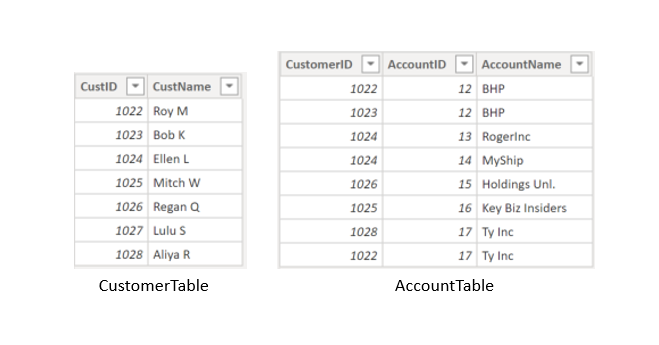 CustID CustName
1022 Roy M
1023 Bob K
1024 Ellen L
1025 Mitch W
1026 Regan Q
1027 Lulu S
1028 Aliya R
CustomerTable
CustomerID AccountID AccountName
1022 12 BHP
1023 12 BHP
1024 13 RogerInc
1024 14 MyShip
1026 15 Holdings Unl.
1025 16 Key Biz Insiders
1028 17 Ty Inc
1022 17 Ty Inc
AccountTable